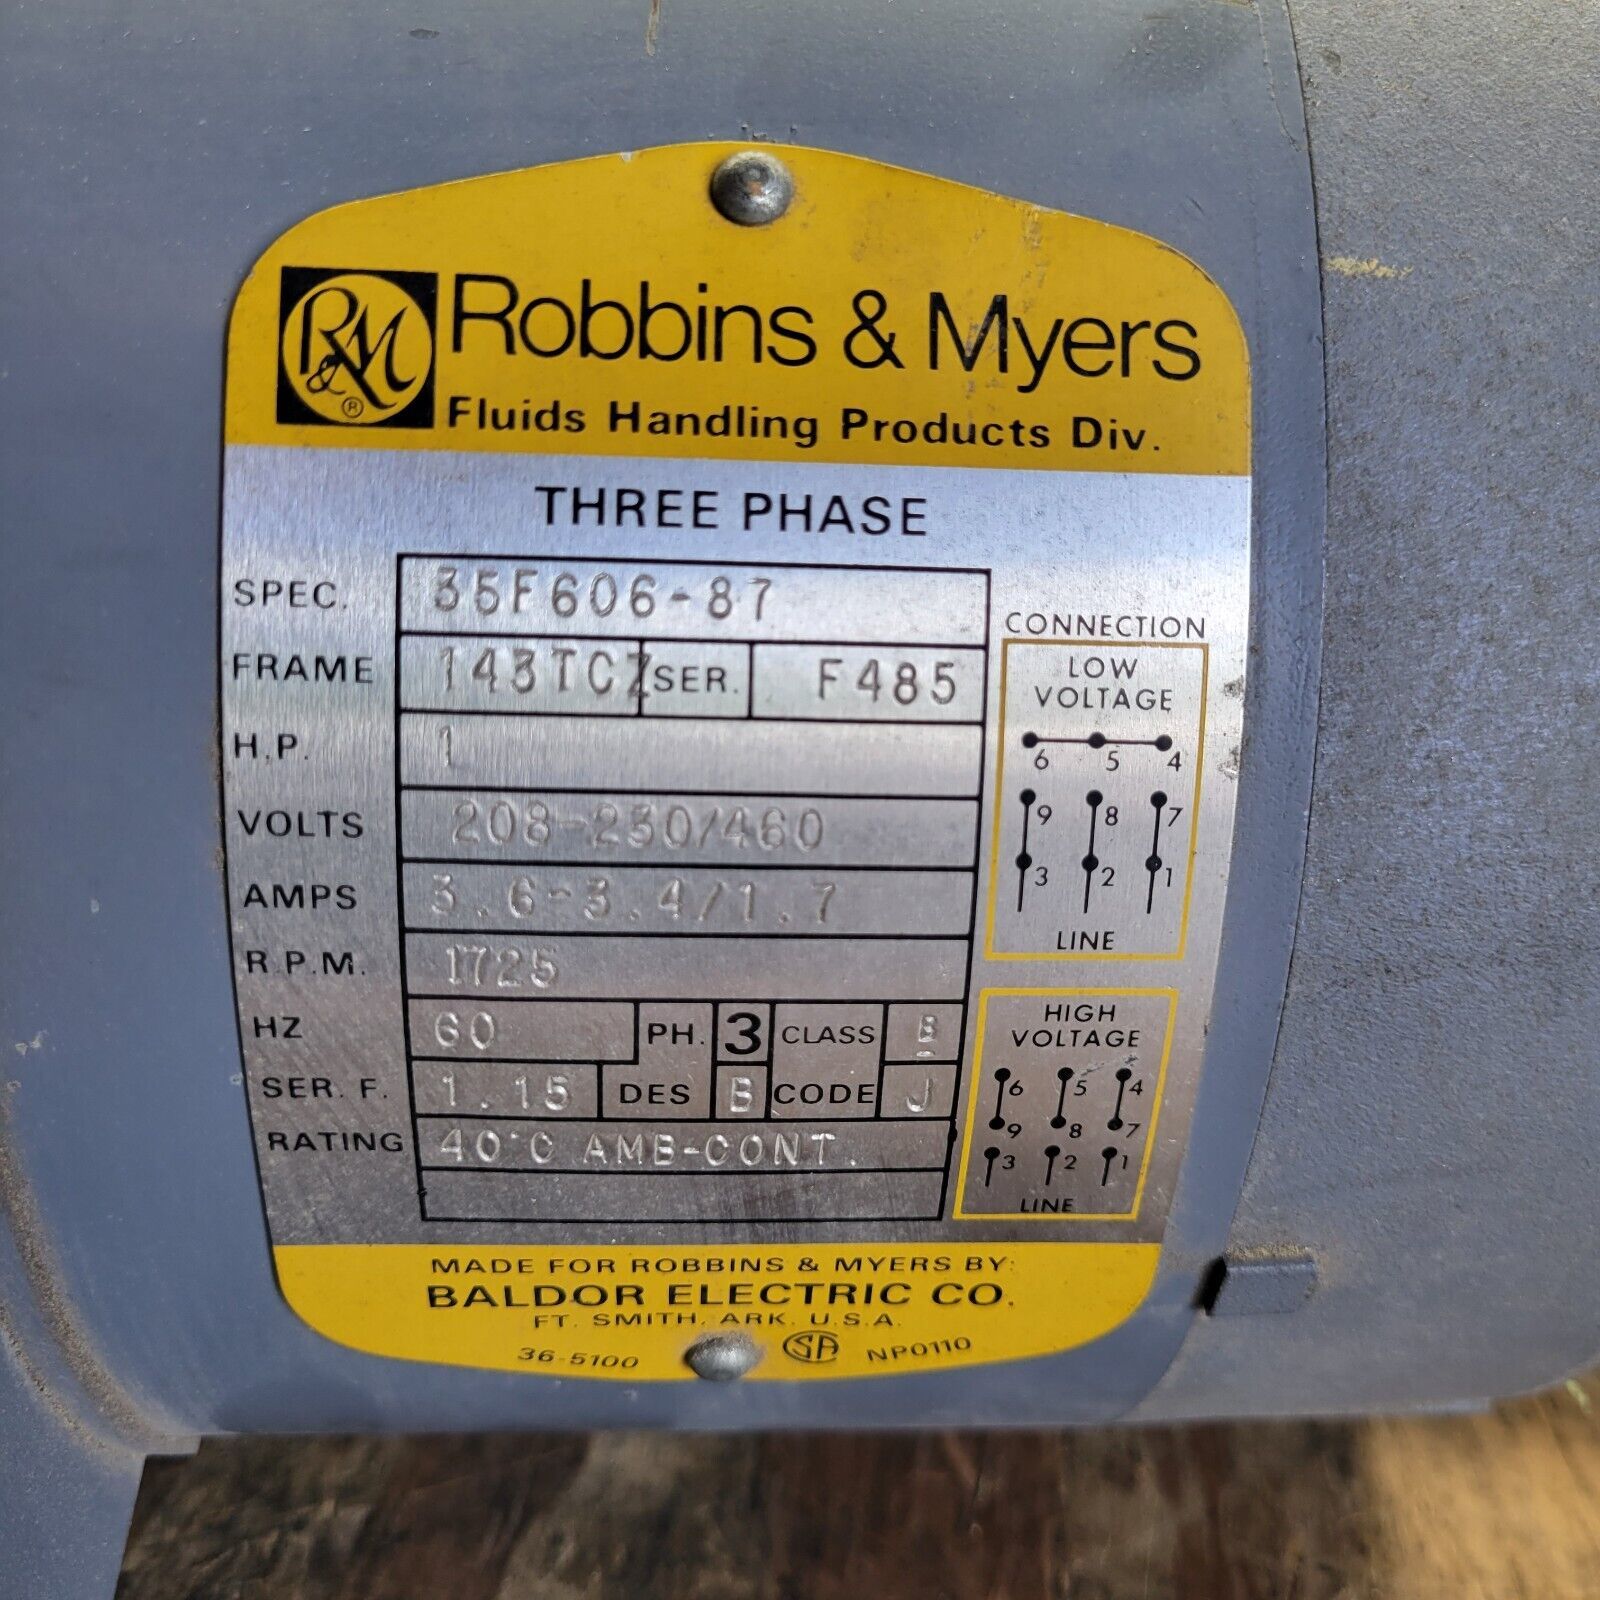 R&M ® Robbins & Myers
Fluids Handling Products Div.
THREE PHASE
SPEC. 35F606-87
FRAME 143TCZ SER. F485
H.P. 1
VOLTS 208-230/460
AMPS 3.6-3.4/1.7
R.P.M. 1725
HZ 60 PH. 3 CLASS B
SER. F. 1.15 DES B CODE J
RATING 40°C AMB-CONT.
CONNECTION
LOW
VOLTAGE
6 5 4
9 8 7
3 2 1
LINE
HIGH
VOLTAGE
6 5 4
9 8 7
3 2 1
LINE
MADE FOR ROBBINS & MYERS BY:
BALDOR ELECTRIC CO.
FT. SMITH, ARK. U.S.A.
36-5100 SA NP0110